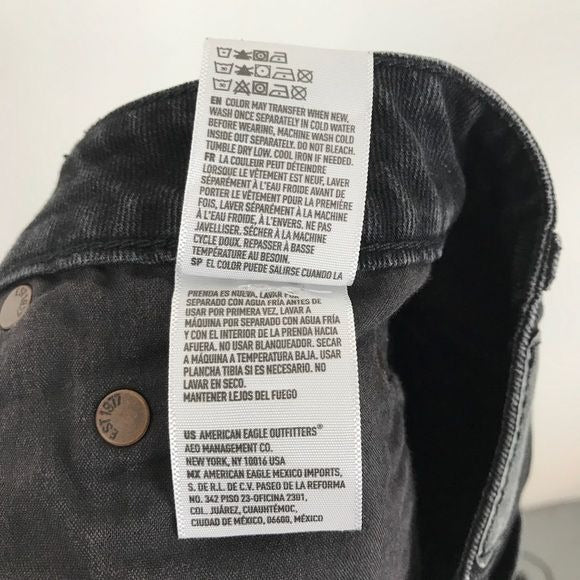 EN COLOR MAY TRANSFER WHEN NEW,
WASH ONCE SEPARATELY IN COLD WATER
BEFORE WEARING, MACHINE WASH COLD
INSIDE OUT SEPARATELY. DO NOT BLEACH.
TUMBLE DRY LOW. COOL IRON IF NEEDED.
FR LA COULEUR PEUT DÉTEINDRE
LORSQUE LE VÊTEMENT EST NEUF, LAVER
SÉPARÉMENT À L'EAU FROIDE AVANT DE
PORTER LE VÊTEMENT POUR LA PREMIÈRE
FOIS, LAVER SÉPARÉMENT À LA MACHINE
À L'EAU FROIDE, À L'ENVERS. NE PAS
JAVELLISER. SÉCHER À LA MACHINE
CYCLE DOUX. REPASSER À BASSE
TEMPÉRATURE AU BESOIN.
SP EL COLOR PUEDE SALIRSE CUANDO LA
PRENDA ES NUEVA, LAVAR POR
SEPARADO CON AGUA FRÍA ANTES DE
USAR POR PRIMERA VEZ, LAVAR A
MÁQUINA POR SEPARADO CON AGUA FRÍA
Y CON EL INTERIOR DE LA PRENDA HACIA
AFUERA. NO USAR BLANQUEADOR. SECAR
A MÁQUINA A TEMPERATURA BAJA. USAR
PLANCHA TIBIA SI ES NECESARIO. NO
LAVAR EN SECO.
MANTENER LEJOS DEL FUEGO
US AMERICAN EAGLE OUTFITTERS®
AEO MANAGEMENT CO.
NEW YORK, NY 10016 USA
MX AMERICAN EAGLE MEXICO IMPORTS,
S. DE R.L. DE C.V. PASEO DE LA REFORMA
NO. 342 PISO 23-OFICINA 2301,
COL. JUÁREZ, CUAUHTÉMOC,
CIUDAD DE MÉXICO, 06600, MÉXICO
EST 1977